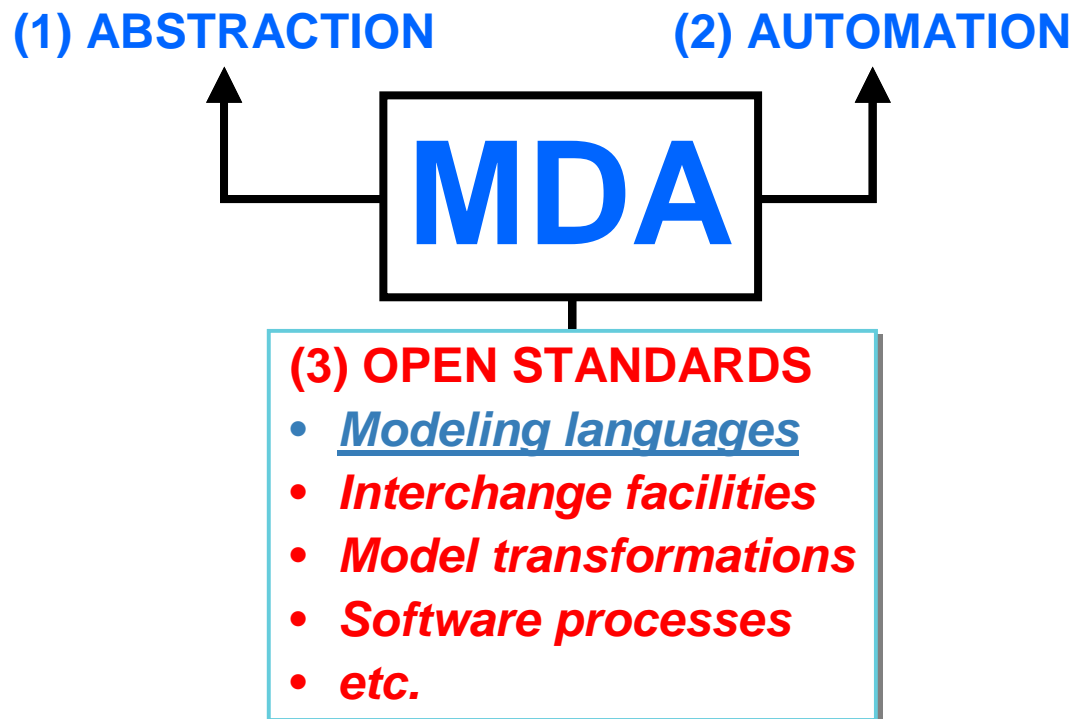 (1) ABSTRACTION
(2) AUTOMATION
MDA
(3) OPEN STANDARDS
• Modeling languages
• Interchange facilities
• Model transformations
• Software processes
• etc.